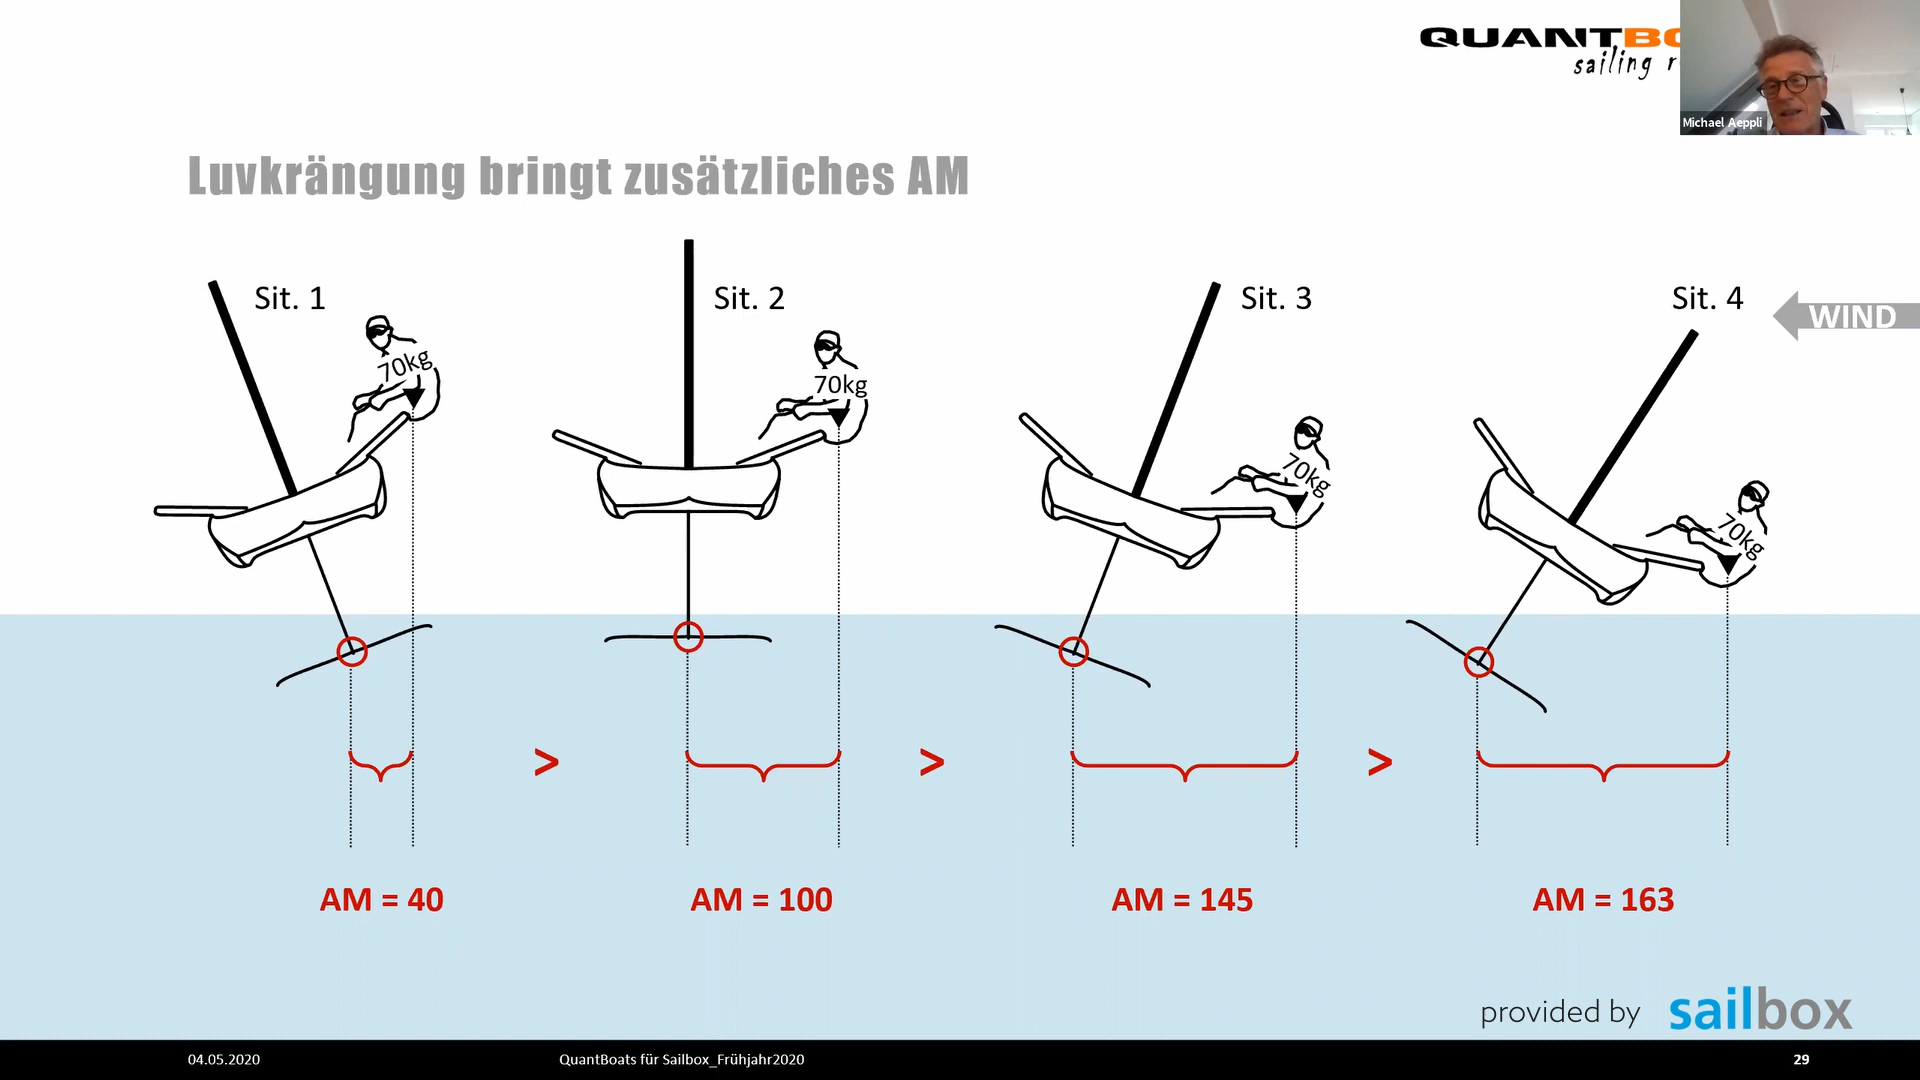 QUANTBO
sailing r
Michael Aeppli
Luvkrängung bringt zusätzliches AM
Sit. 1
Sit. 2
Sit. 3
Sit. 4
WIND
70kg
70kg
70kg
70kg
>
>
>
AM = 40
AM = 100
AM = 145
AM = 163
provided by sailbox
04.05.2020
QuantBoats für Sailbox_Frühjahr2020
29